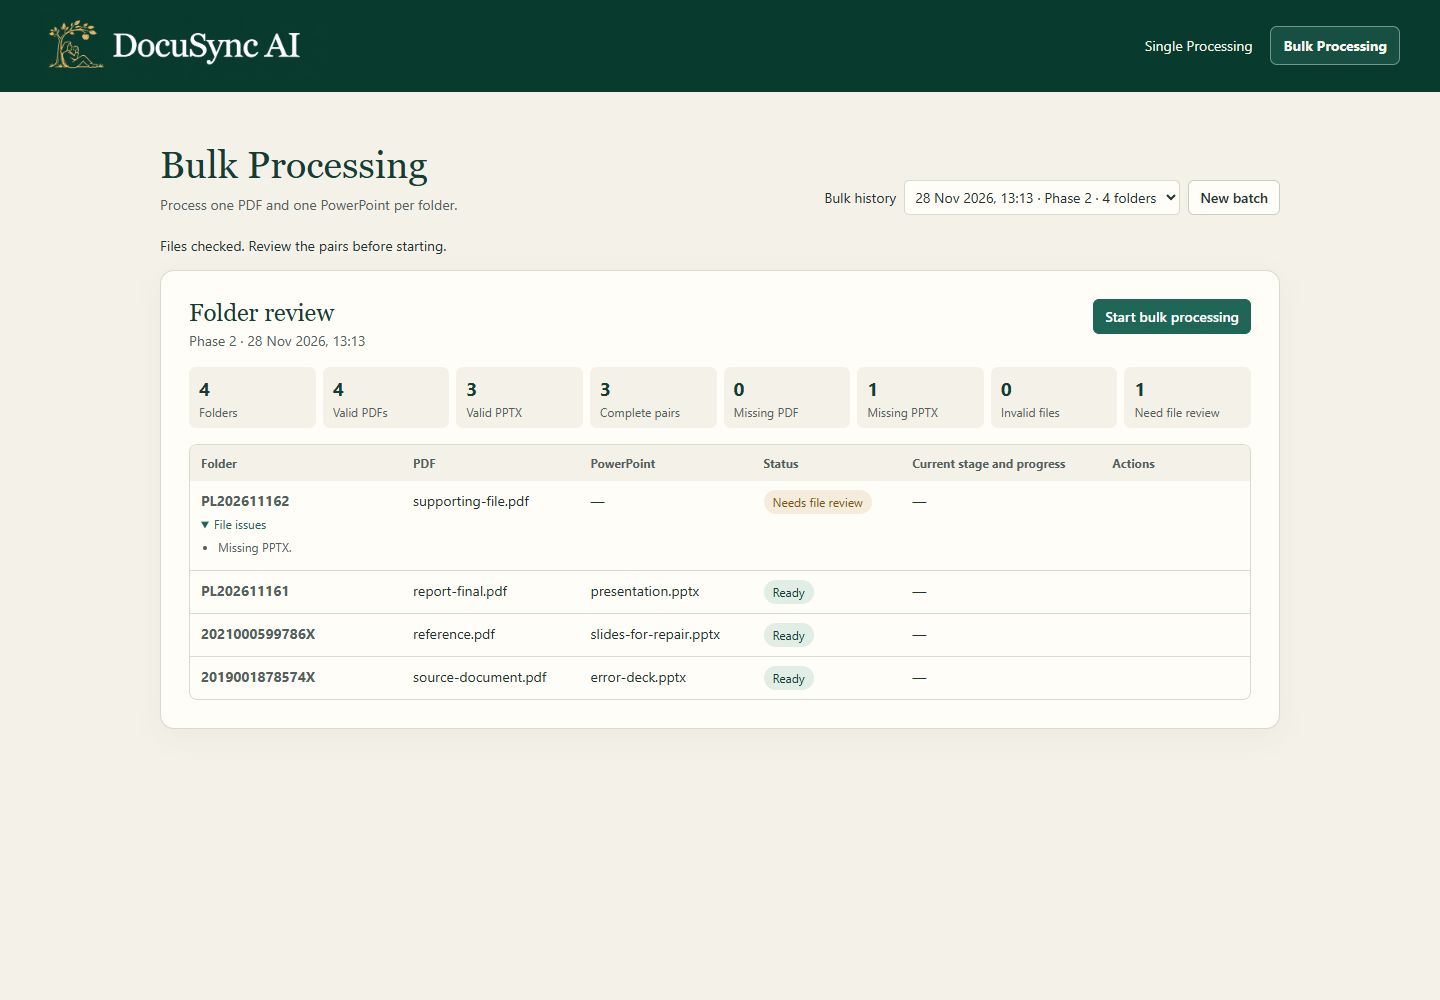 DocuSync AI
Single Processing
Bulk Processing
Bulk Processing
Process one PDF and one PowerPoint per folder.
Bulk history
28 Nov 2026, 13:13 · Phase 2 · 4 folders
New batch
Files checked. Review the pairs before starting.
Folder review
Start bulk processing
Phase 2 · 28 Nov 2026, 13:13
4
Folders
4
Valid PDFs
3
Valid PPTX
3
Complete pairs
0
Missing PDF
1
Missing PPTX
0
Invalid files
1
Need file review
Folder PDF PowerPoint Status Current stage and progress Actions
PL202611162 supporting-file.pdf — Needs file review —
▼ File issues
• Missing PPTX.
PL202611161 report-final.pdf presentation.pptx Ready —
2021000599786X reference.pdf slides-for-repair.pptx Ready —
2019001878574X source-document.pdf error-deck.pptx Ready —